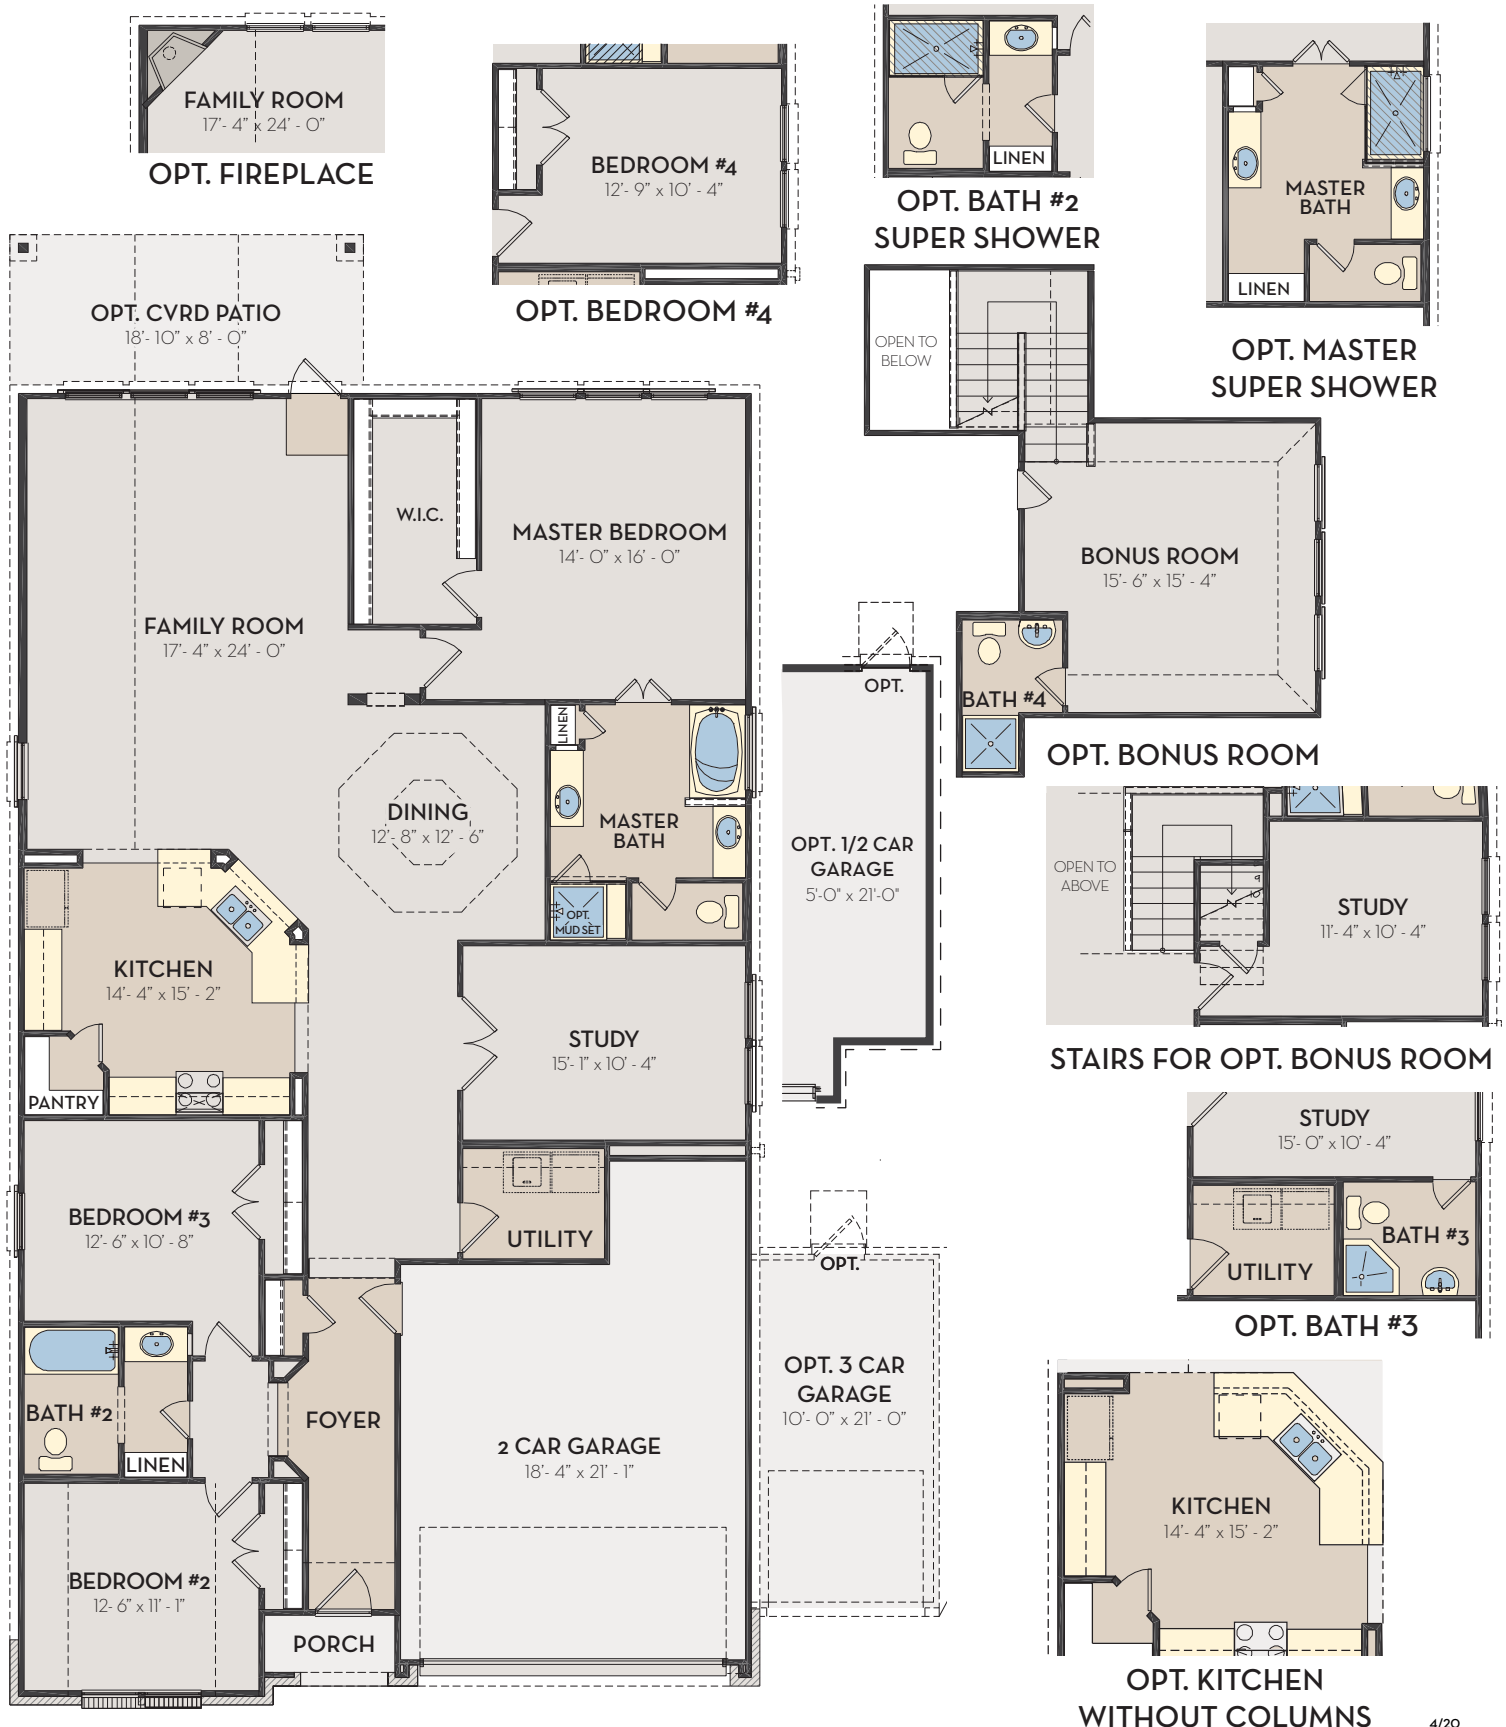 FAMILY ROOM
17'- 4" x 24' - 0"
OPT. FIREPLACE
BEDROOM #4
12'- 9" x 10' - 4"
OPT. BEDROOM #4
LINEN
OPT. BATH #2
SUPER SHOWER
MASTER
BATH
LINEN
OPT. MASTER
SUPER SHOWER
OPT. CVRD PATIO
18'- 10" x 8' - 0"
OPEN TO
BELOW
BONUS ROOM
15'- 6" x 15' - 4"
BATH #4
OPT. BONUS ROOM
W.I.C.
MASTER BEDROOM
14'- 0" x 16' - 0"
FAMILY ROOM
17'- 4" x 24' - 0"
LINEN
DINING
12'- 8" x 12' - 6"
MASTER
BATH
OPT.
MUD SET
OPT.
OPT. 1/2 CAR
GARAGE
5'-0" x 21'-0"
OPEN TO
ABOVE
STUDY
11'- 4" x 10' - 4"
STAIRS FOR OPT. BONUS ROOM
KITCHEN
14'- 4" x 15' - 2"
PANTRY
STUDY
15'- 1" x 10' - 4"
STUDY
15'- 0" x 10' - 4"
BATH #3
UTILITY
OPT. BATH #3
BEDROOM #3
12'- 6" x 10' - 8"
UTILITY
OPT.
OPT. 3 CAR
GARAGE
10'- 0" x 21' - 0"
BATH #2
LINEN
FOYER
2 CAR GARAGE
18'- 4" x 21' - 1"
BEDROOM #2
12- 6" x 11' - 1"
PORCH
KITCHEN
14'- 4" x 15' - 2"
OPT. KITCHEN
WITHOUT COLUMNS
4/20